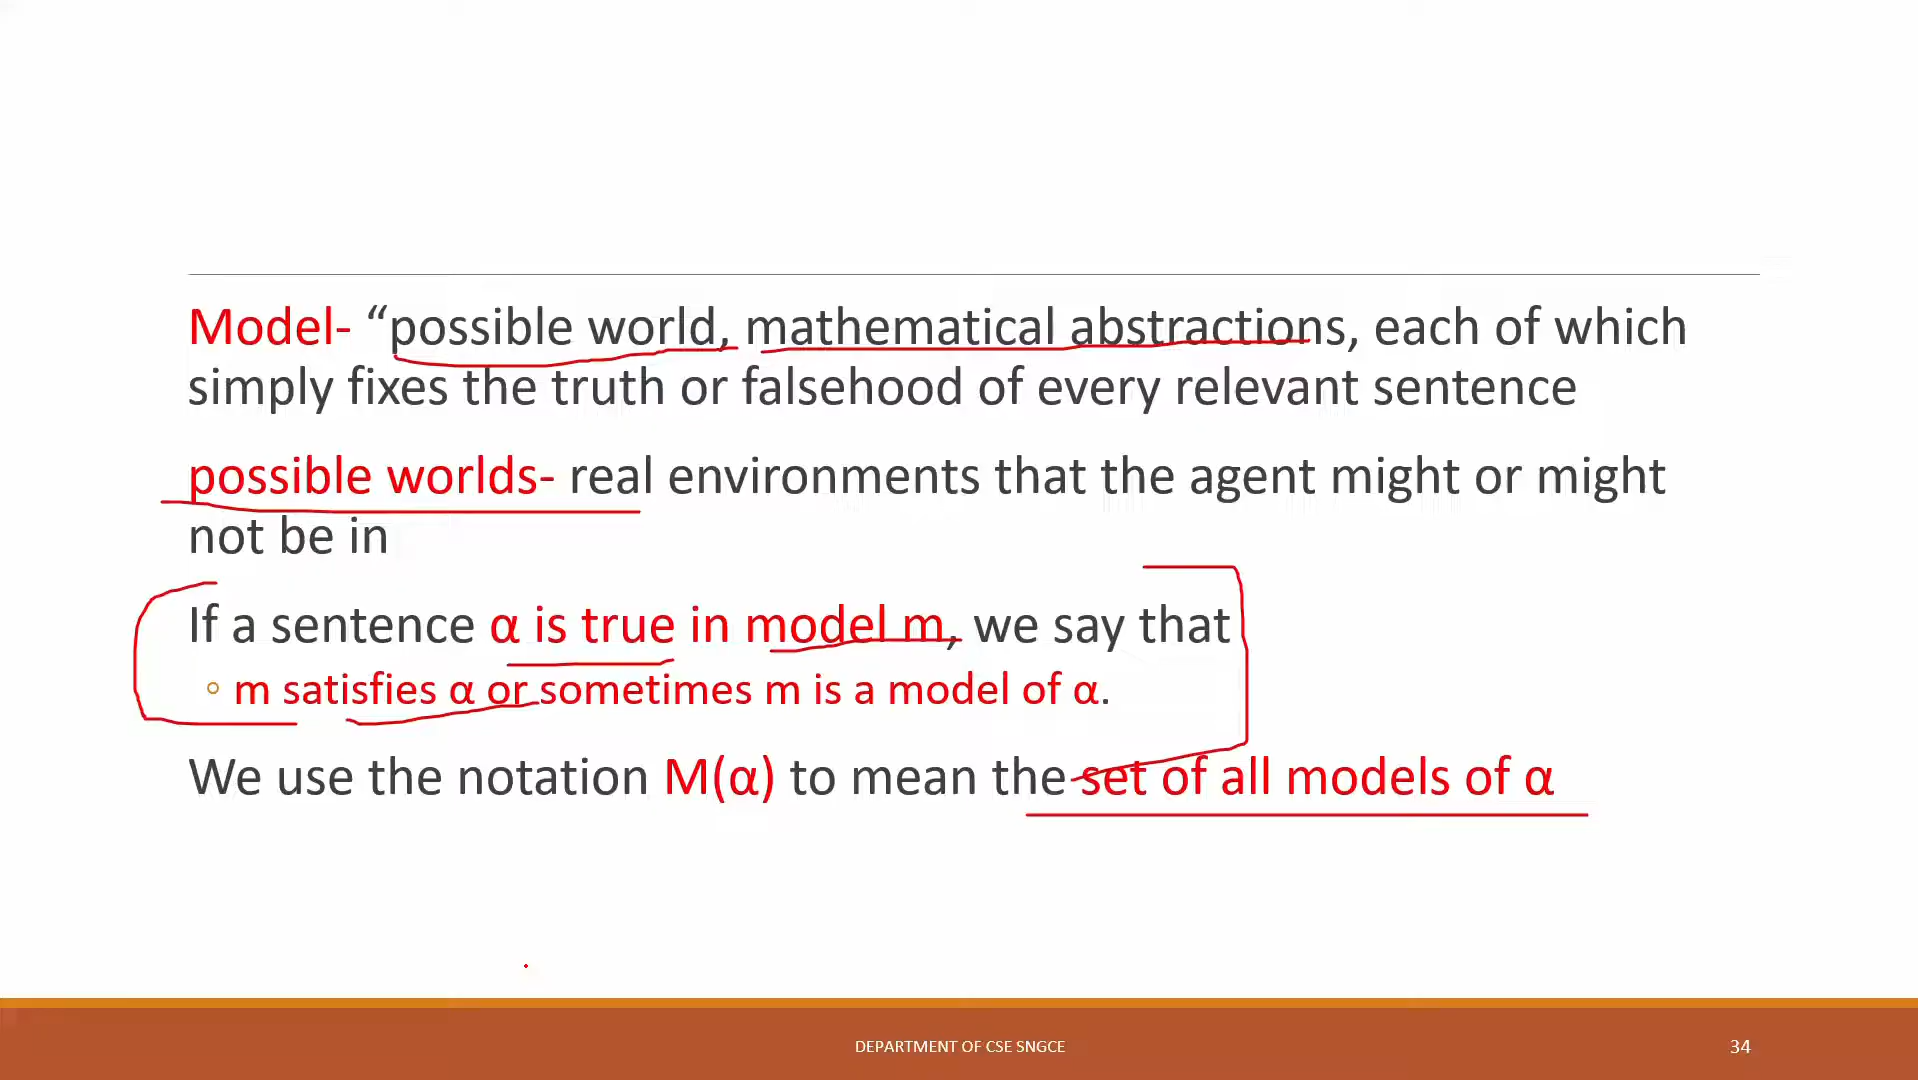 Model- “possible world, mathematical abstractions, each of which
simply fixes the truth or falsehood of every relevant sentence
possible worlds- real environments that the agent might or might
not be in
If a sentence α is true in model m, we say that
◦ m satisfies α or sometimes m is a model of α.
We use the notation M(α) to mean the set of all models of α
DEPARTMENT OF CSE SNGCE
34